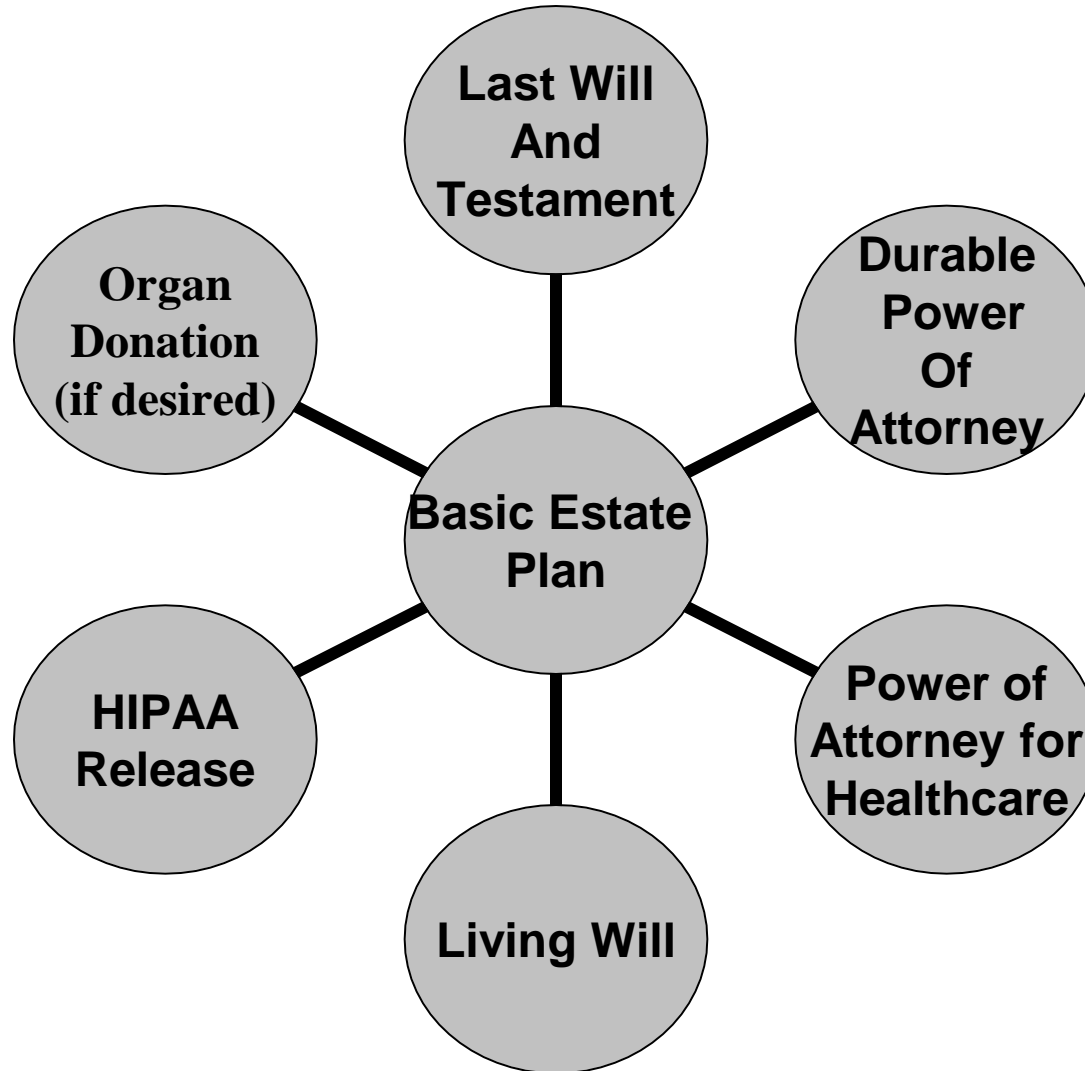 Last Will
And
Testament
Organ
Donation
(if desired)
Durable
Power
Of
Attorney
Basic Estate
Plan
HIPAA
Release
Power of
Attorney for
Healthcare
Living Will